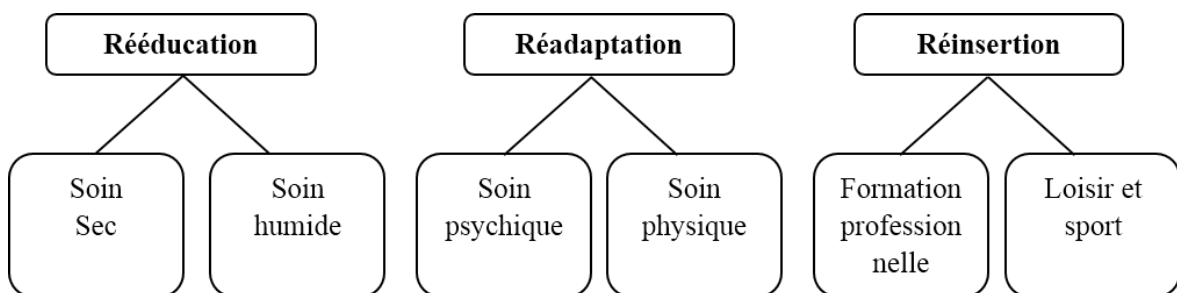 Rééducation
Réadaptation
Réinsertion
Soin
Sec
Soin
humide
Soin
psychique
Soin
physique
Formation
profession
nelle
Loisir et
sport